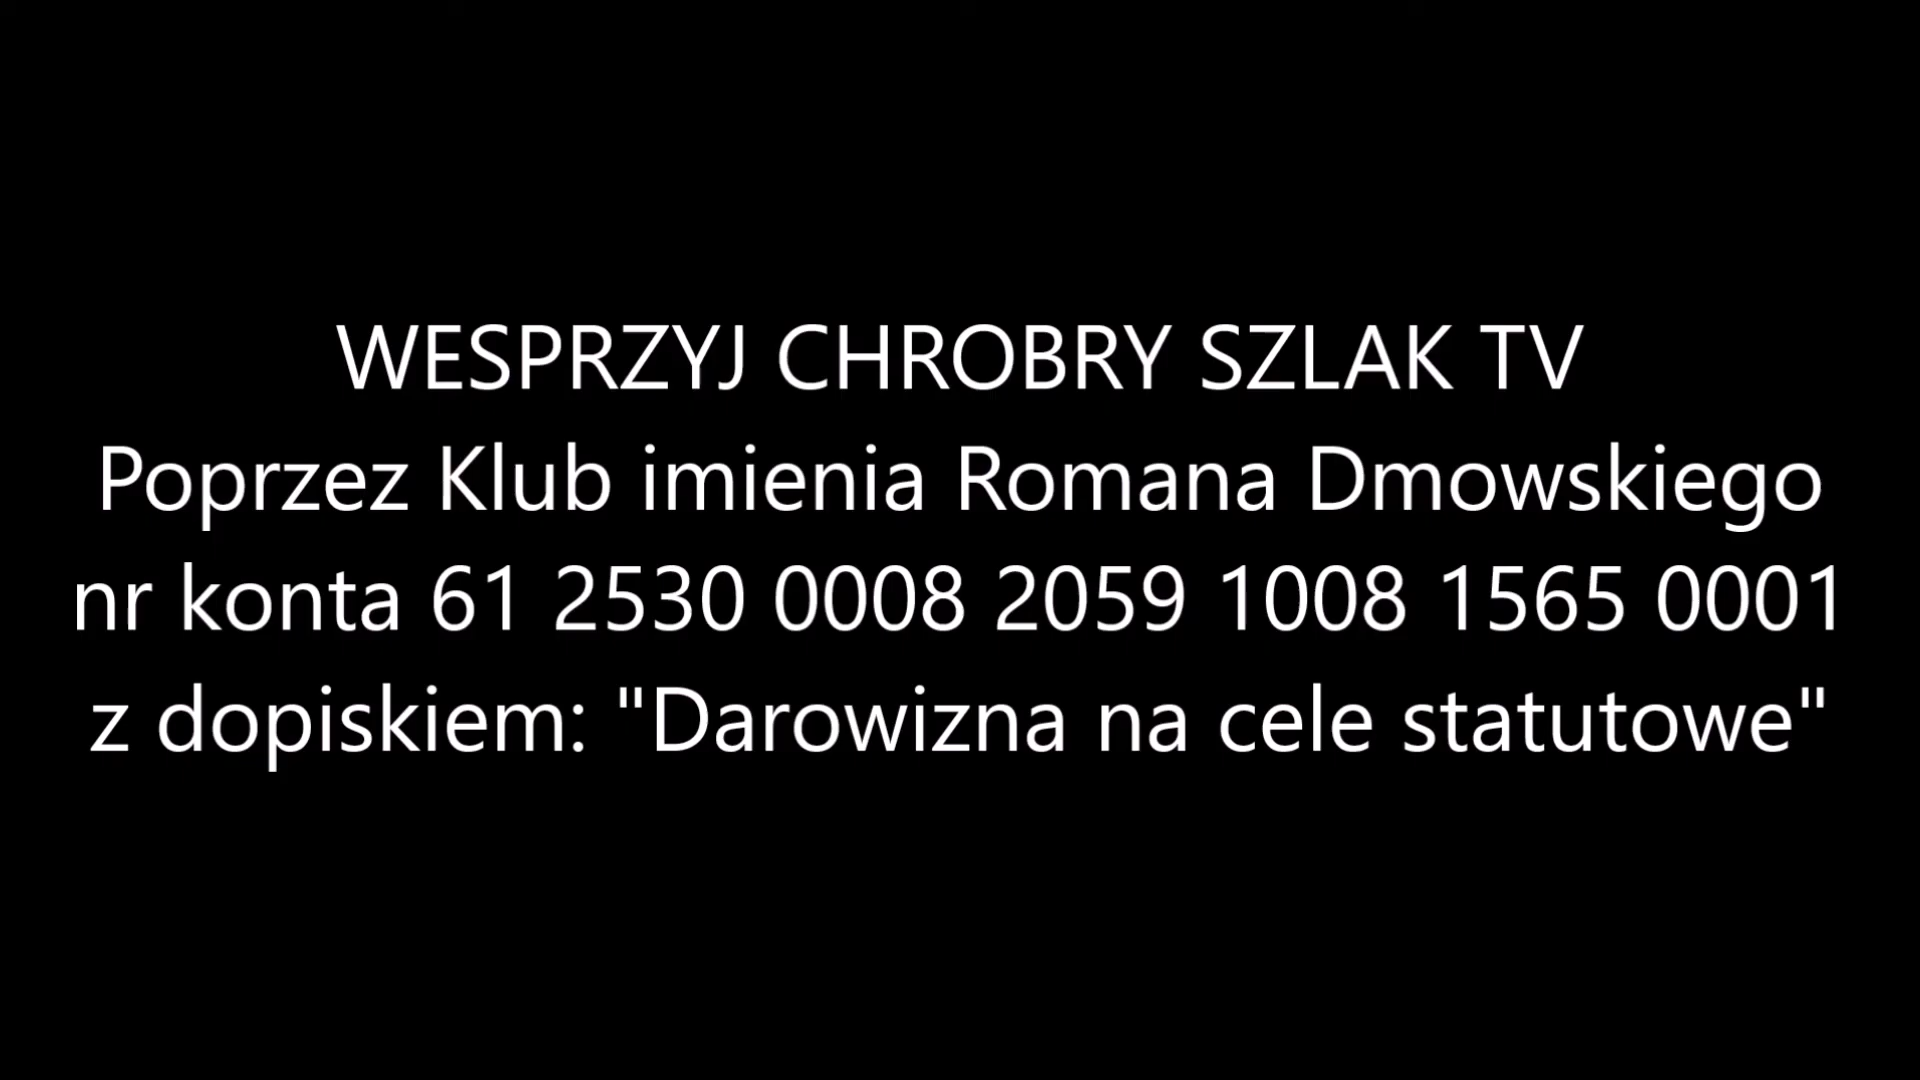 WESPRZYJ CHROBRY SZLAK TV
Poprzez Klub imienia Romana Dmowskiego
nr konta 61 2530 0008 2059 1008 1565 0001
z dopiskiem: "Darowizna na cele statutowe"